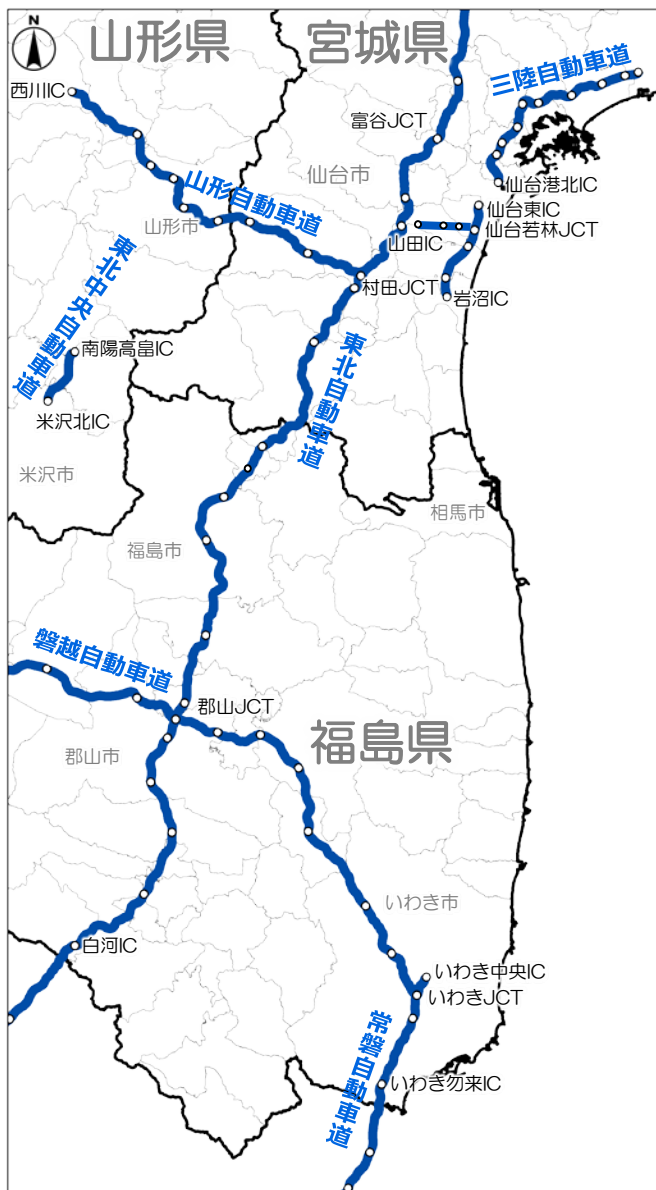 N
山形県
宮城県
三陸自動車道
西川IC
富谷JCT
仙台市
山形自動車道
仙台港北IC
仙台東IC
山形市
仙台若林JCT
山田IC
東北中央自動車道
村田JCT
岩沼IC
南陽高畠IC
東北自動車道
米沢北IC
米沢市
相馬市
福島市
磐越自動車道
郡山JCT
福島県
郡山市
いわき市
白河IC
いわき中央IC
いわきJCT
常磐自動車道
いわき勿来IC